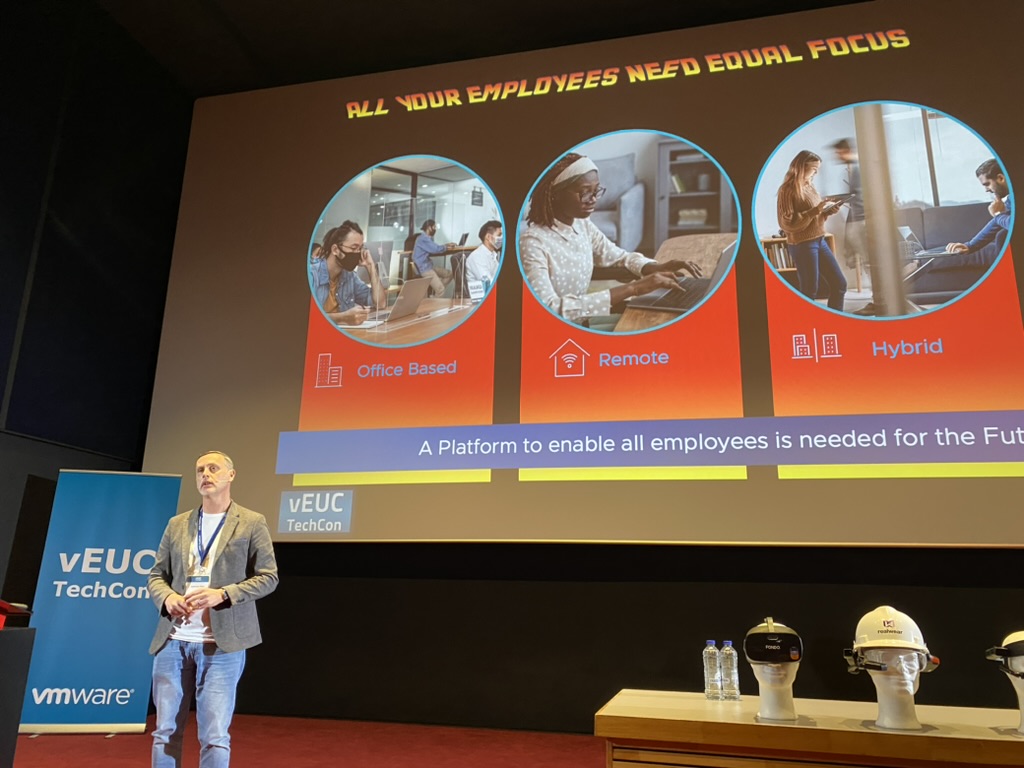 ALL YOUR EMPLOYEES NEED EQUAL FOCUS
Office Based
Remote
Hybrid
A Platform to enable all employees is needed for the Fut
vEUC
TechCon
vEUC
TechCon
vmware
realwear